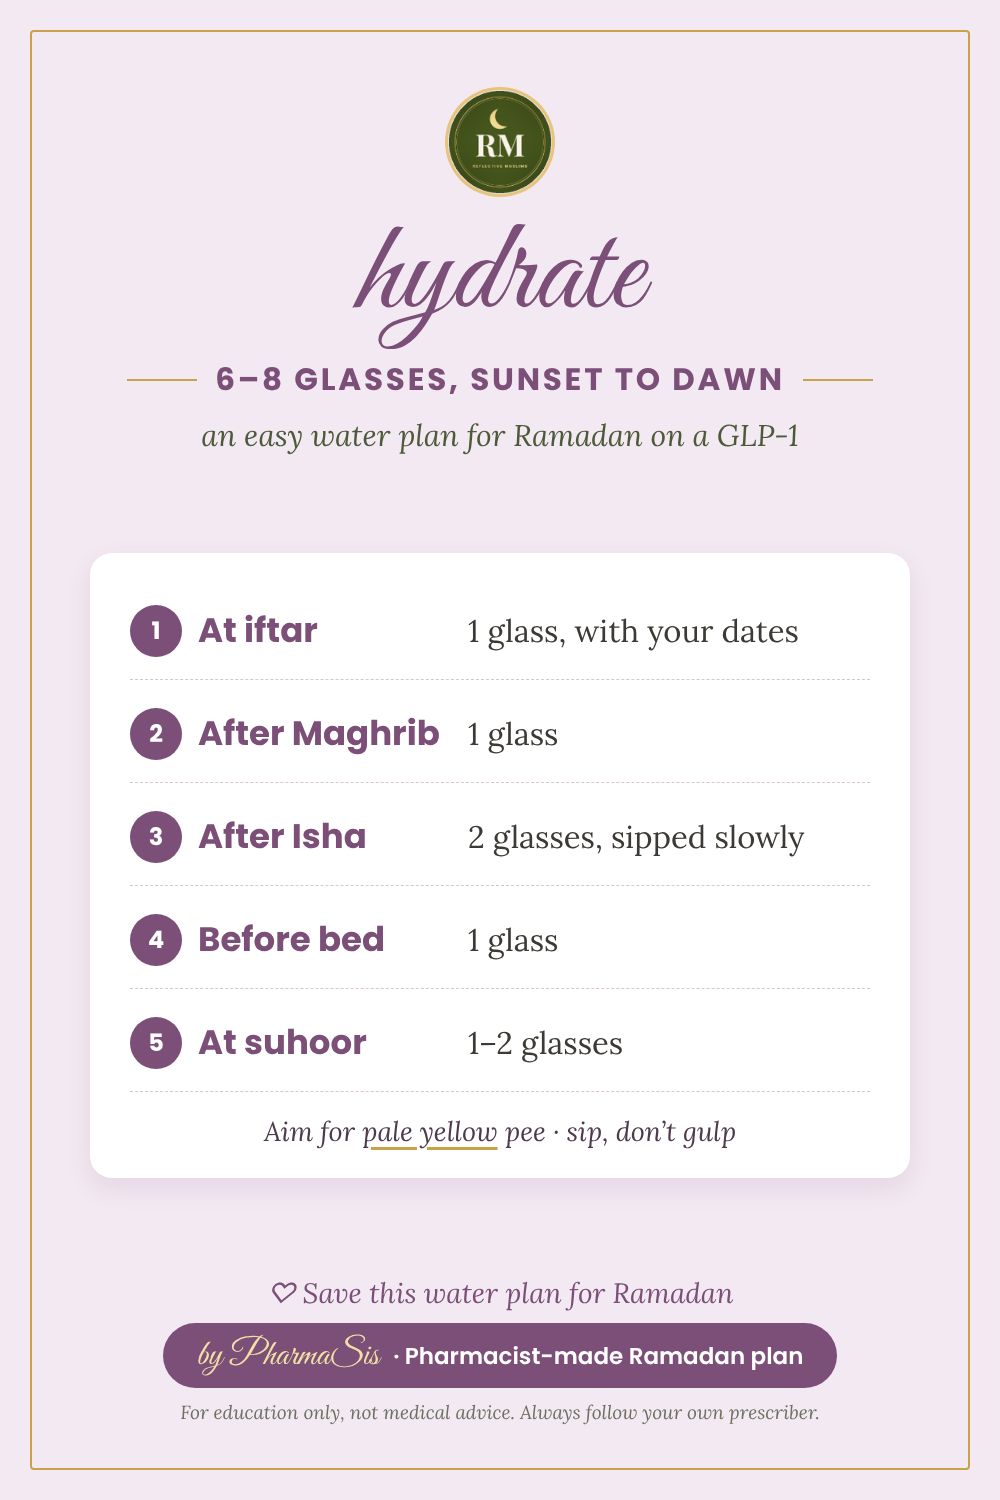 RM
REFLECTIVE MUSLIMS
hydrate
6–8 GLASSES, SUNSET TO DAWN
an easy water plan for Ramadan on a GLP-1
1 At iftar 1 glass, with your dates
2 After Maghrib 1 glass
3 After Isha 2 glasses, sipped slowly
4 Before bed 1 glass
5 At suhoor 1–2 glasses
Aim for pale yellow pee · sip, don’t gulp
♡ Save this water plan for Ramadan
by PharmaSis · Pharmacist-made Ramadan plan
For education only, not medical advice. Always follow your own prescriber.